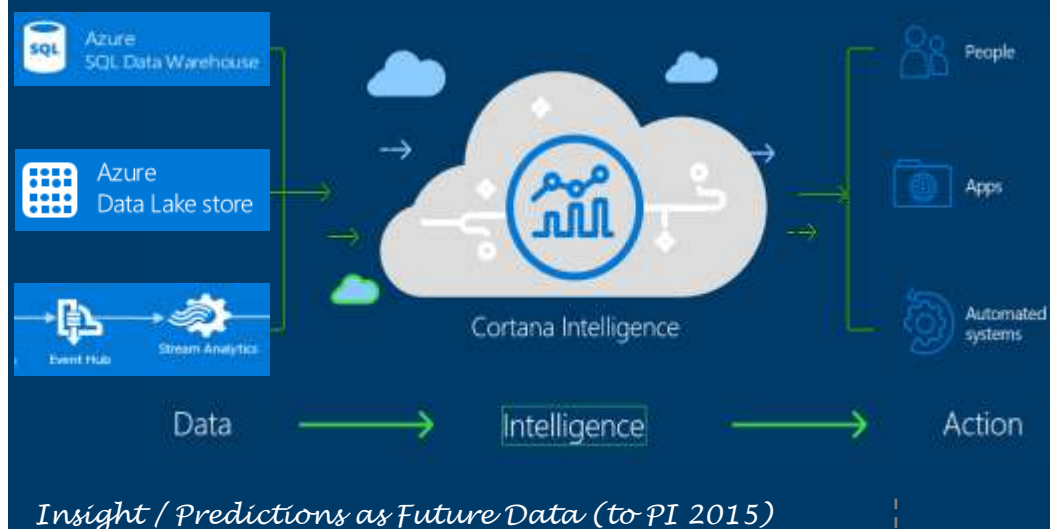 SQL
Azure
SQL Data Warehouse
Azure
Data Lake store
Event Hub
Stream Analytics
Cortana Intelligence
People
Apps
Automated
systems
Data
Intelligence
Action
Insight / Predictions as Future Data (to PI 2015)